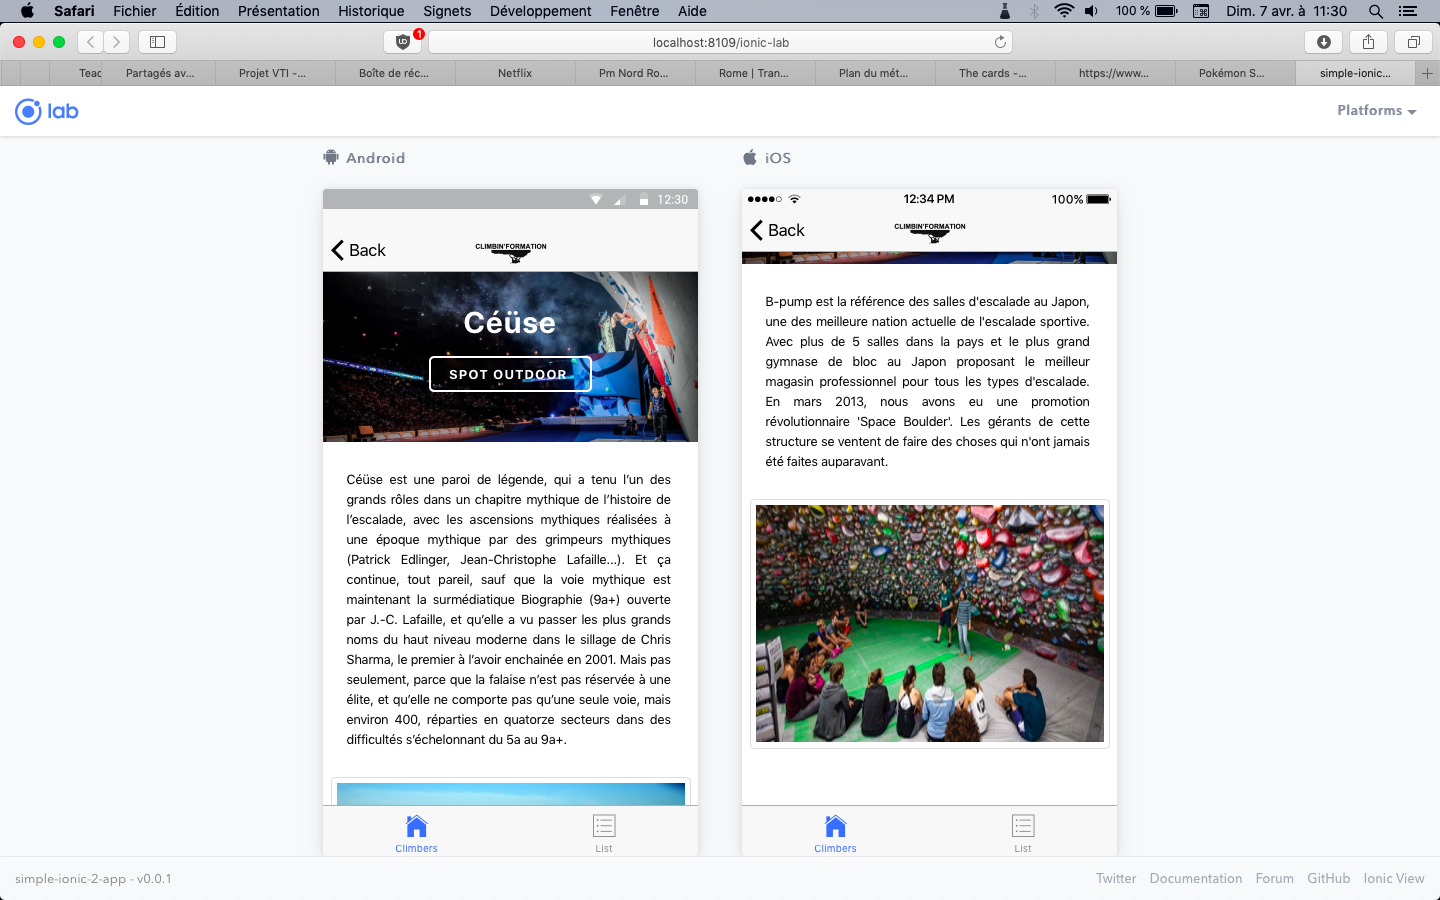 Safari Fichier Édition Présentation Historique Signets Développement Fenêtre Aide 100 % Dim. 7 avr. à 11:30
1
localhost:8109/ionic-lab
Teac Partagés av... Projet VTI -... Boîte de réc... Netflix Pm Nord Ro... Rome | Tran... Plan du mét... The cards -... https://www... Pokémon S... simple-ionic...
lab
Platforms
Android
12:30
Back
CLIMBIN'FORMATION
Céüse
SPOT OUTDOOR
Céüse est une paroi de légende, qui a tenu l’un des
grands rôles dans un chapitre mythique de l’histoire de
l’escalade, avec les ascensions mythiques réalisées à
une époque mythique par des grimpeurs mythiques
(Patrick Edlinger, Jean-Christophe Lafaille...). Et ça
continue, tout pareil, sauf que la voie mythique est
maintenant la surmédiatique Biographie (9a+) ouverte
par J.-C. Lafaille, et qu’elle a vu passer les plus grands
noms du haut niveau moderne dans le sillage de Chris
Sharma, le premier à l’avoir enchainée en 2001. Mais pas
seulement, parce que la falaise n’est pas réservée à une
élite, et qu’elle ne comporte pas qu’une seule voie, mais
environ 400, réparties en quatorze secteurs dans des
difficultés s’échelonnant du 5a au 9a+.
Climbers List
iOS
12:34 PM 100%
Back
CLIMBIN'FORMATION
B-pump est la référence des salles d'escalade au Japon,
une des meilleure nation actuelle de l'escalade sportive.
Avec plus de 5 salles dans la pays et le plus grand
gymnase de bloc au Japon proposant le meilleur
magasin professionnel pour tous les types d'escalade.
En mars 2013, nous avons eu une promotion
révolutionnaire 'Space Boulder'. Les gérants de cette
structure se ventent de faire des choses qui n'ont jamais
été faites auparavant.
Climbers List
simple-ionic-2-app - v0.0.1
Twitter Documentation Forum GitHub Ionic View